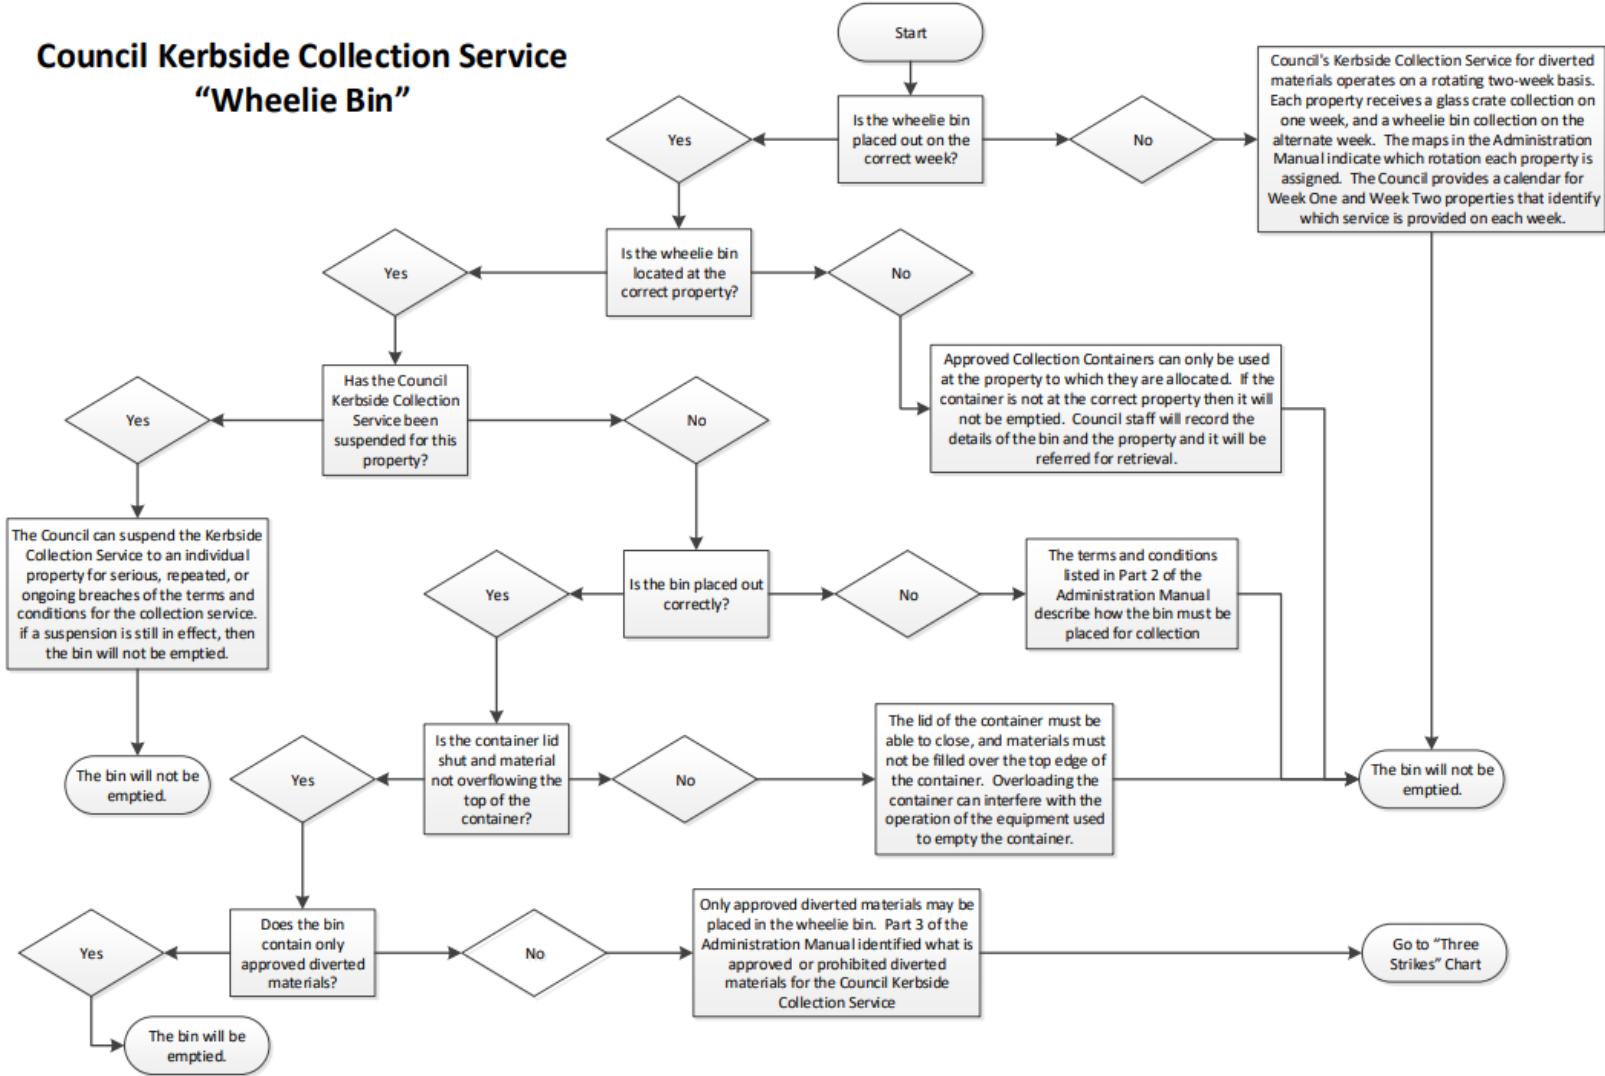 Council Kerbside Collection Service
“Wheelie Bin”
Start
Is the wheelie bin
placed out on the
correct week?
Yes
No
Council's Kerbside Collection Service for diverted
materials operates on a rotating two-week basis.
Each property receives a glass crate collection on
one week, and a wheelie bin collection on the
alternate week. The maps in the Administration
Manual indicate which rotation each property is
assigned. The Council provides a calendar for
Week One and Week Two properties that identify
which service is provided on each week.
Is the wheelie bin
located at the
correct property?
Yes
No
Approved Collection Containers can only be used
at the property to which they are allocated. If the
container is not at the correct property then it will
not be emptied. Council staff will record the
details of the bin and the property and it will be
referred for retrieval.
Has the Council
Kerbside Collection
Service been
suspended for this
property?
Yes
No
The Council can suspend the Kerbside
Collection Service to an individual
property for serious, repeated, or
ongoing breaches of the terms and
conditions for the collection service.
if a suspension is still in effect, then
the bin will not be emptied.
The bin will not be
emptied.
Is the bin placed out
correctly?
Yes
No
The terms and conditions
listed in Part 2 of the
Administration Manual
describe how the bin must be
placed for collection
Is the container lid
shut and material
not overflowing the
top of the
container?
Yes
No
The lid of the container must be
able to close, and materials must
not be filled over the top edge of
the container. Overloading the
container can interfere with the
operation of the equipment used
to empty the container.
The bin will not be
emptied.
Does the bin
contain only
approved diverted
materials?
Yes
No
Only approved diverted materials may be
placed in the wheelie bin. Part 3 of the
Administration Manual identified what is
approved or prohibited diverted
materials for the Council Kerbside
Collection Service
Go to “Three
Strikes” Chart
The bin will be
emptied.